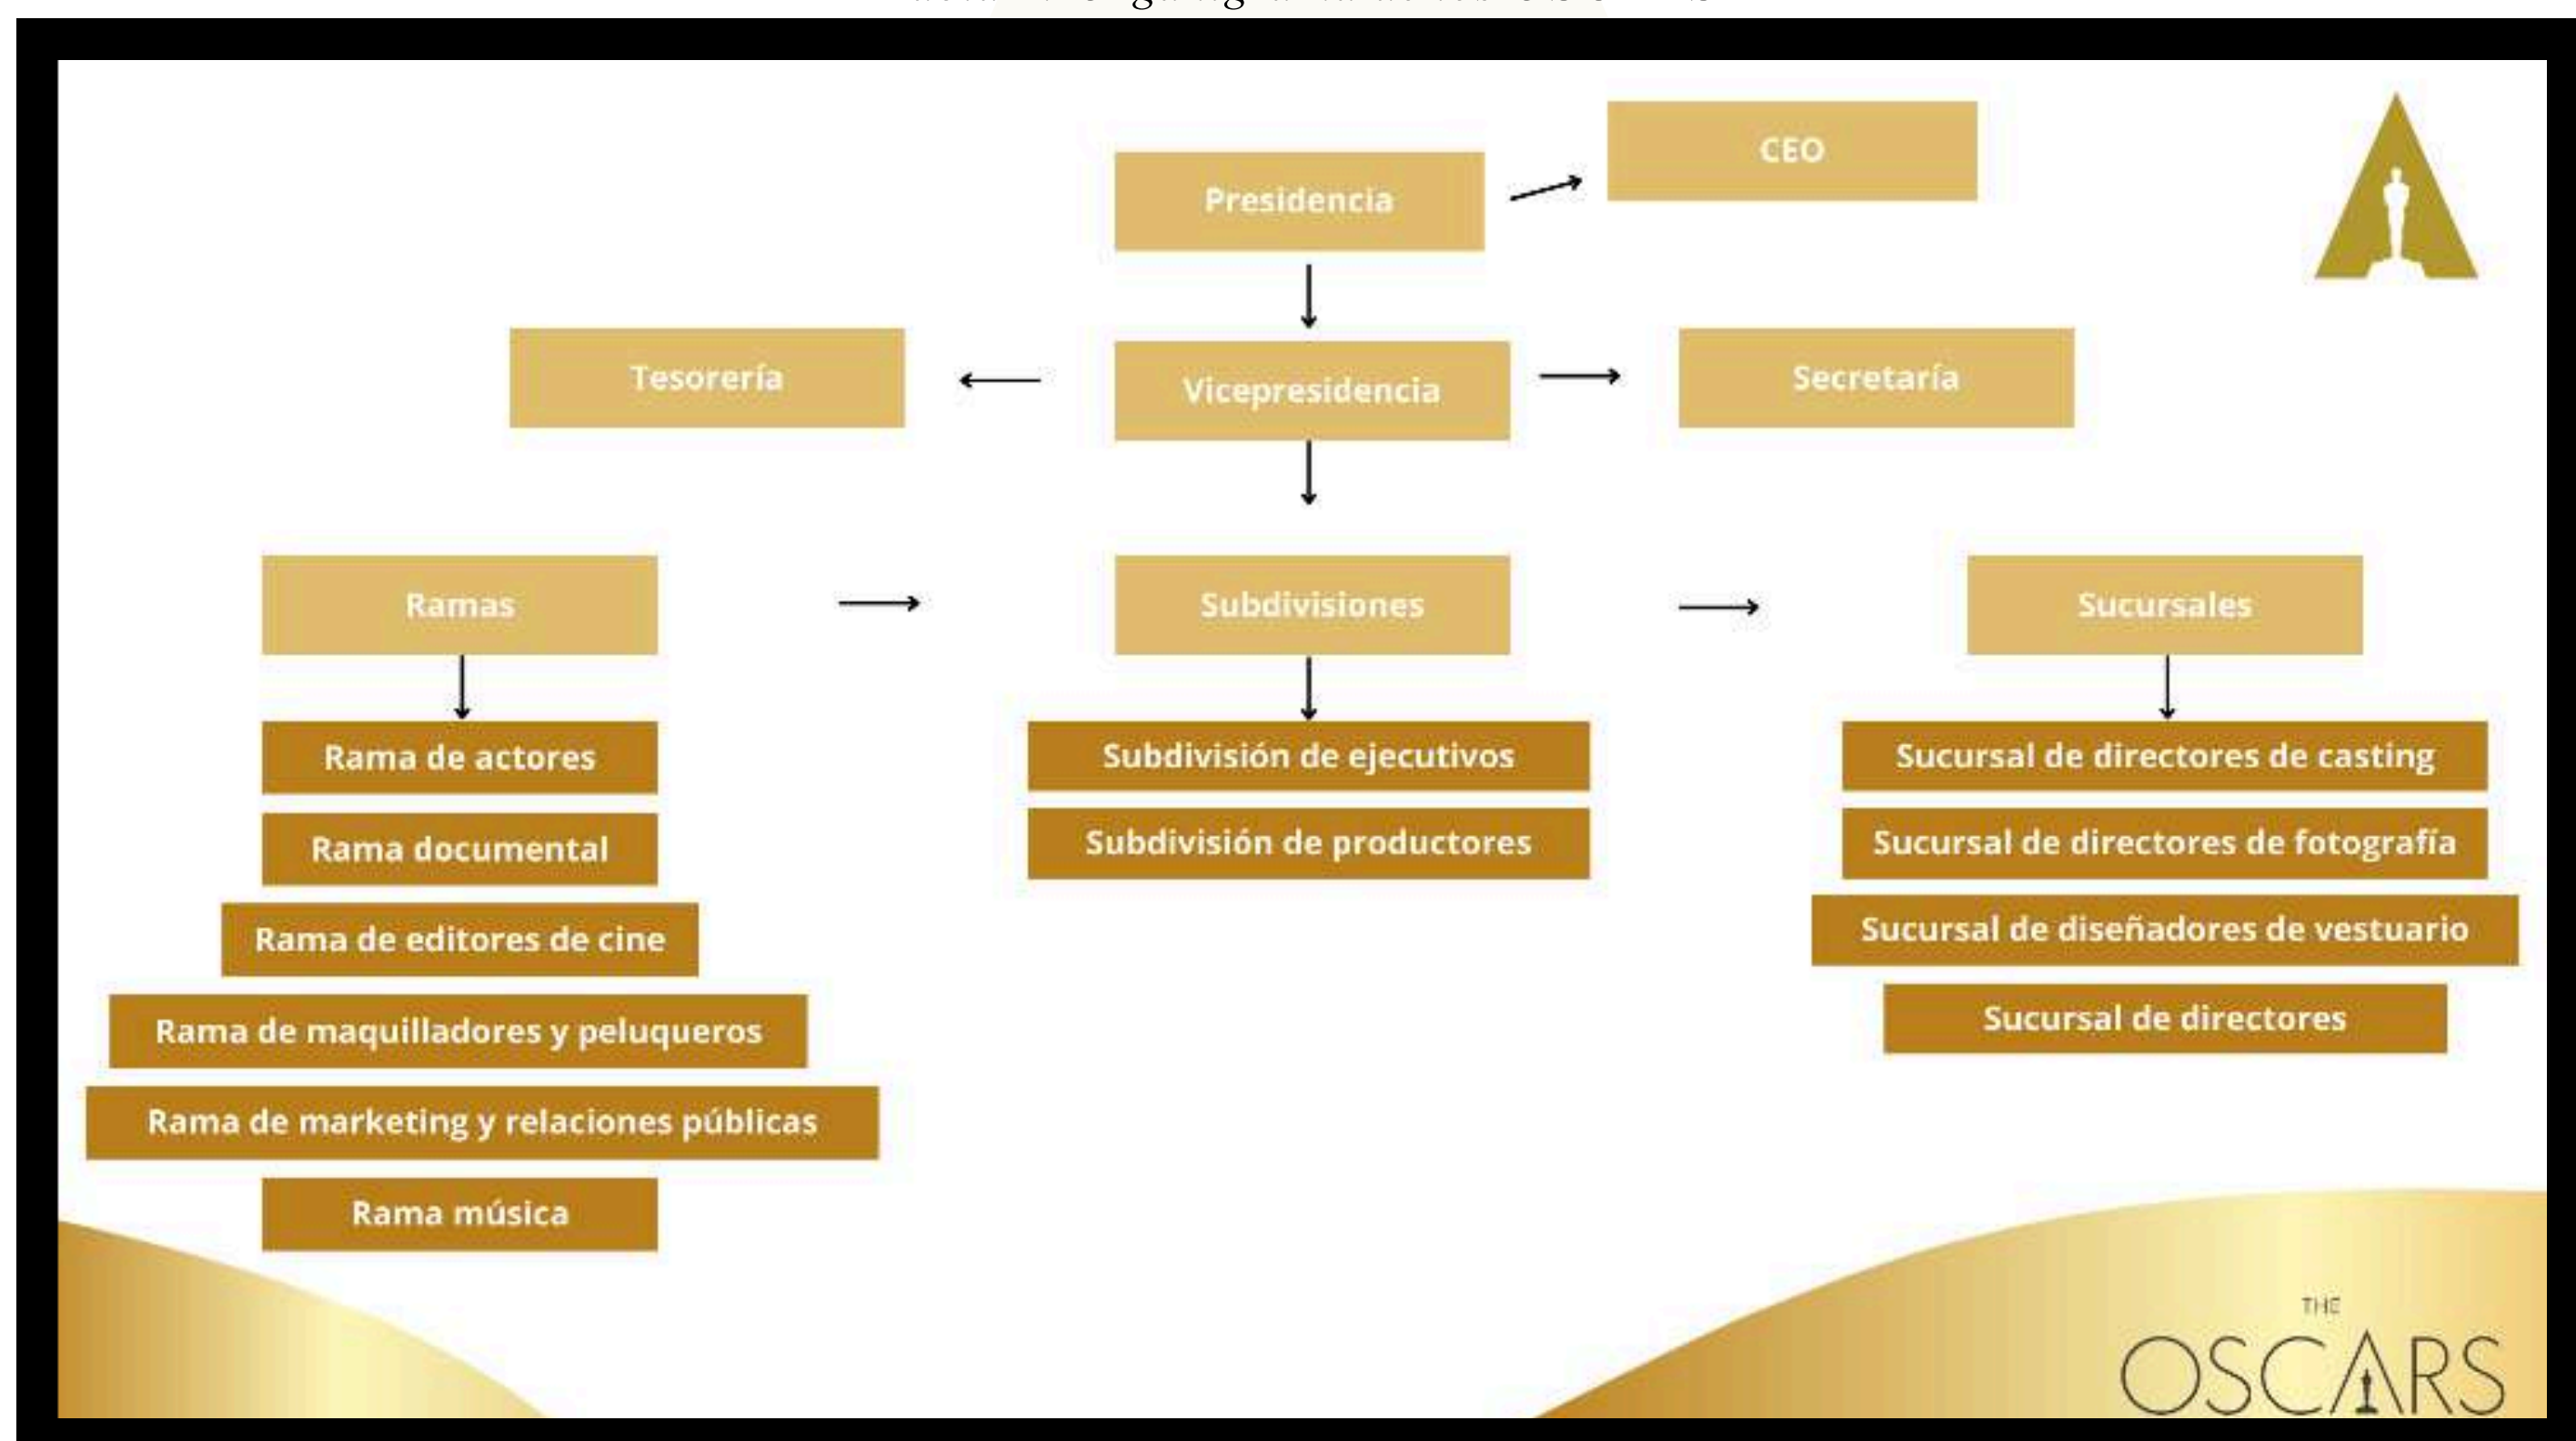 CEO
Presidencia
Tesorería
Vicepresidencia
Secretaría
Ramas
Subdivisiones
Sucursales
Rama de actores
Rama documental
Rama de editores de cine
Rama de maquilladores y peluqueros
Rama de marketing y relaciones públicas
Rama música
Subdivisión de ejecutivos
Subdivisión de productores
Sucursal de directores de casting
Sucursal de directores de fotografía
Sucursal de diseñadores de vestuario
Sucursal de directores
THE
OSCARS